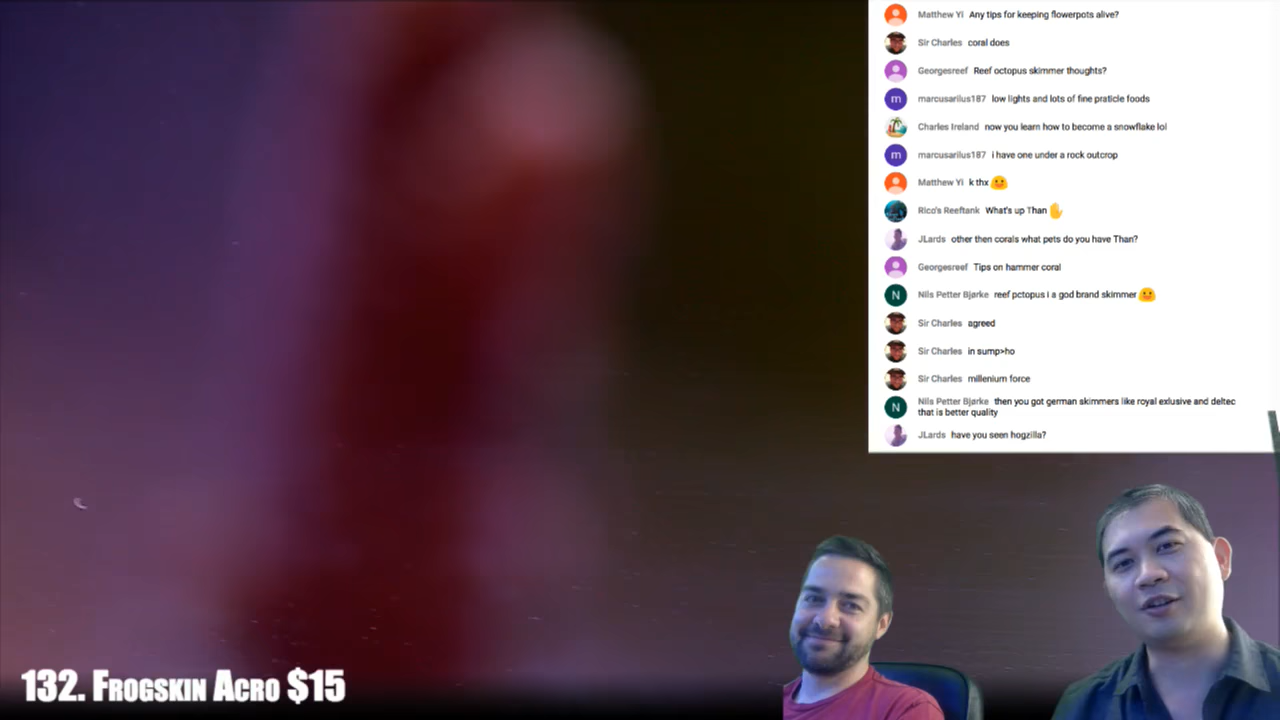 Matthew Yi Any tips for keeping flowerpots alive?
Sir Charles coral does
Georgesreef Reef octopus skimmer thoughts?
m marcusarilus187 low lights and lots of fine praticle foods
Charles Ireland now you learn how to become a snowflake lol
m marcusarilus187 i have one under a rock outcrop
Matthew Yi k thx
Rico's Reeftank What's up Than
JLards other then corals what pets do you have Than?
Georgesreef Tips on hammer coral
N Nils Petter Bjørke reef pctopus i a god brand skimmer
Sir Charles agreed
Sir Charles in sump>ho
Sir Charles millenium force
N Nils Petter Bjørke then you got german skimmers like royal exlusive and deltec
that is better quality
JLards have you seen hogzilla?
132. Frogskin Acro $15